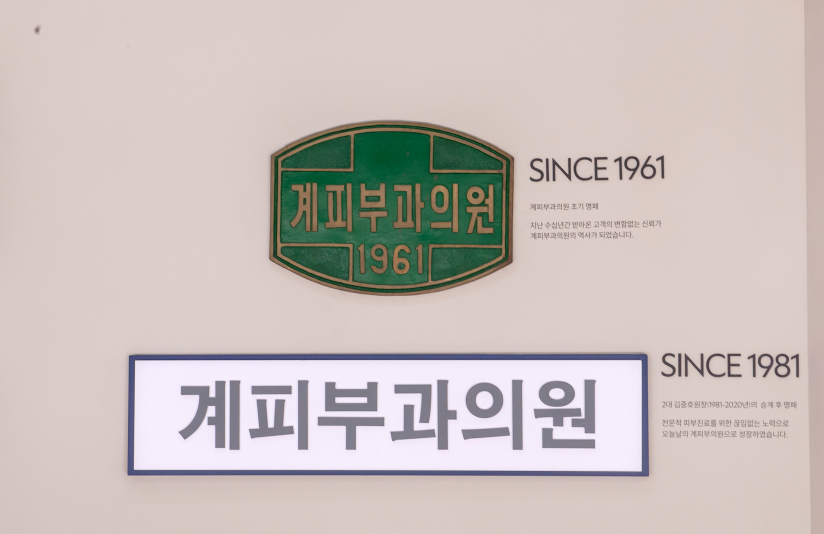 계피부과의원
1961
SINCE 1961
계피부과의원 초기 명패
지난 수십년간 받아온 고객의 변함없는 신뢰가
계피부과의원의 역사가 되었습니다.
계피부과의원
SINCE 1981
2대 김중호원장(1981-2020년)의 승계 후 명패
전문적 피부진료를 위한 끊임없는 노력으로
오늘날의 계피부의원으로 성장하였습니다.